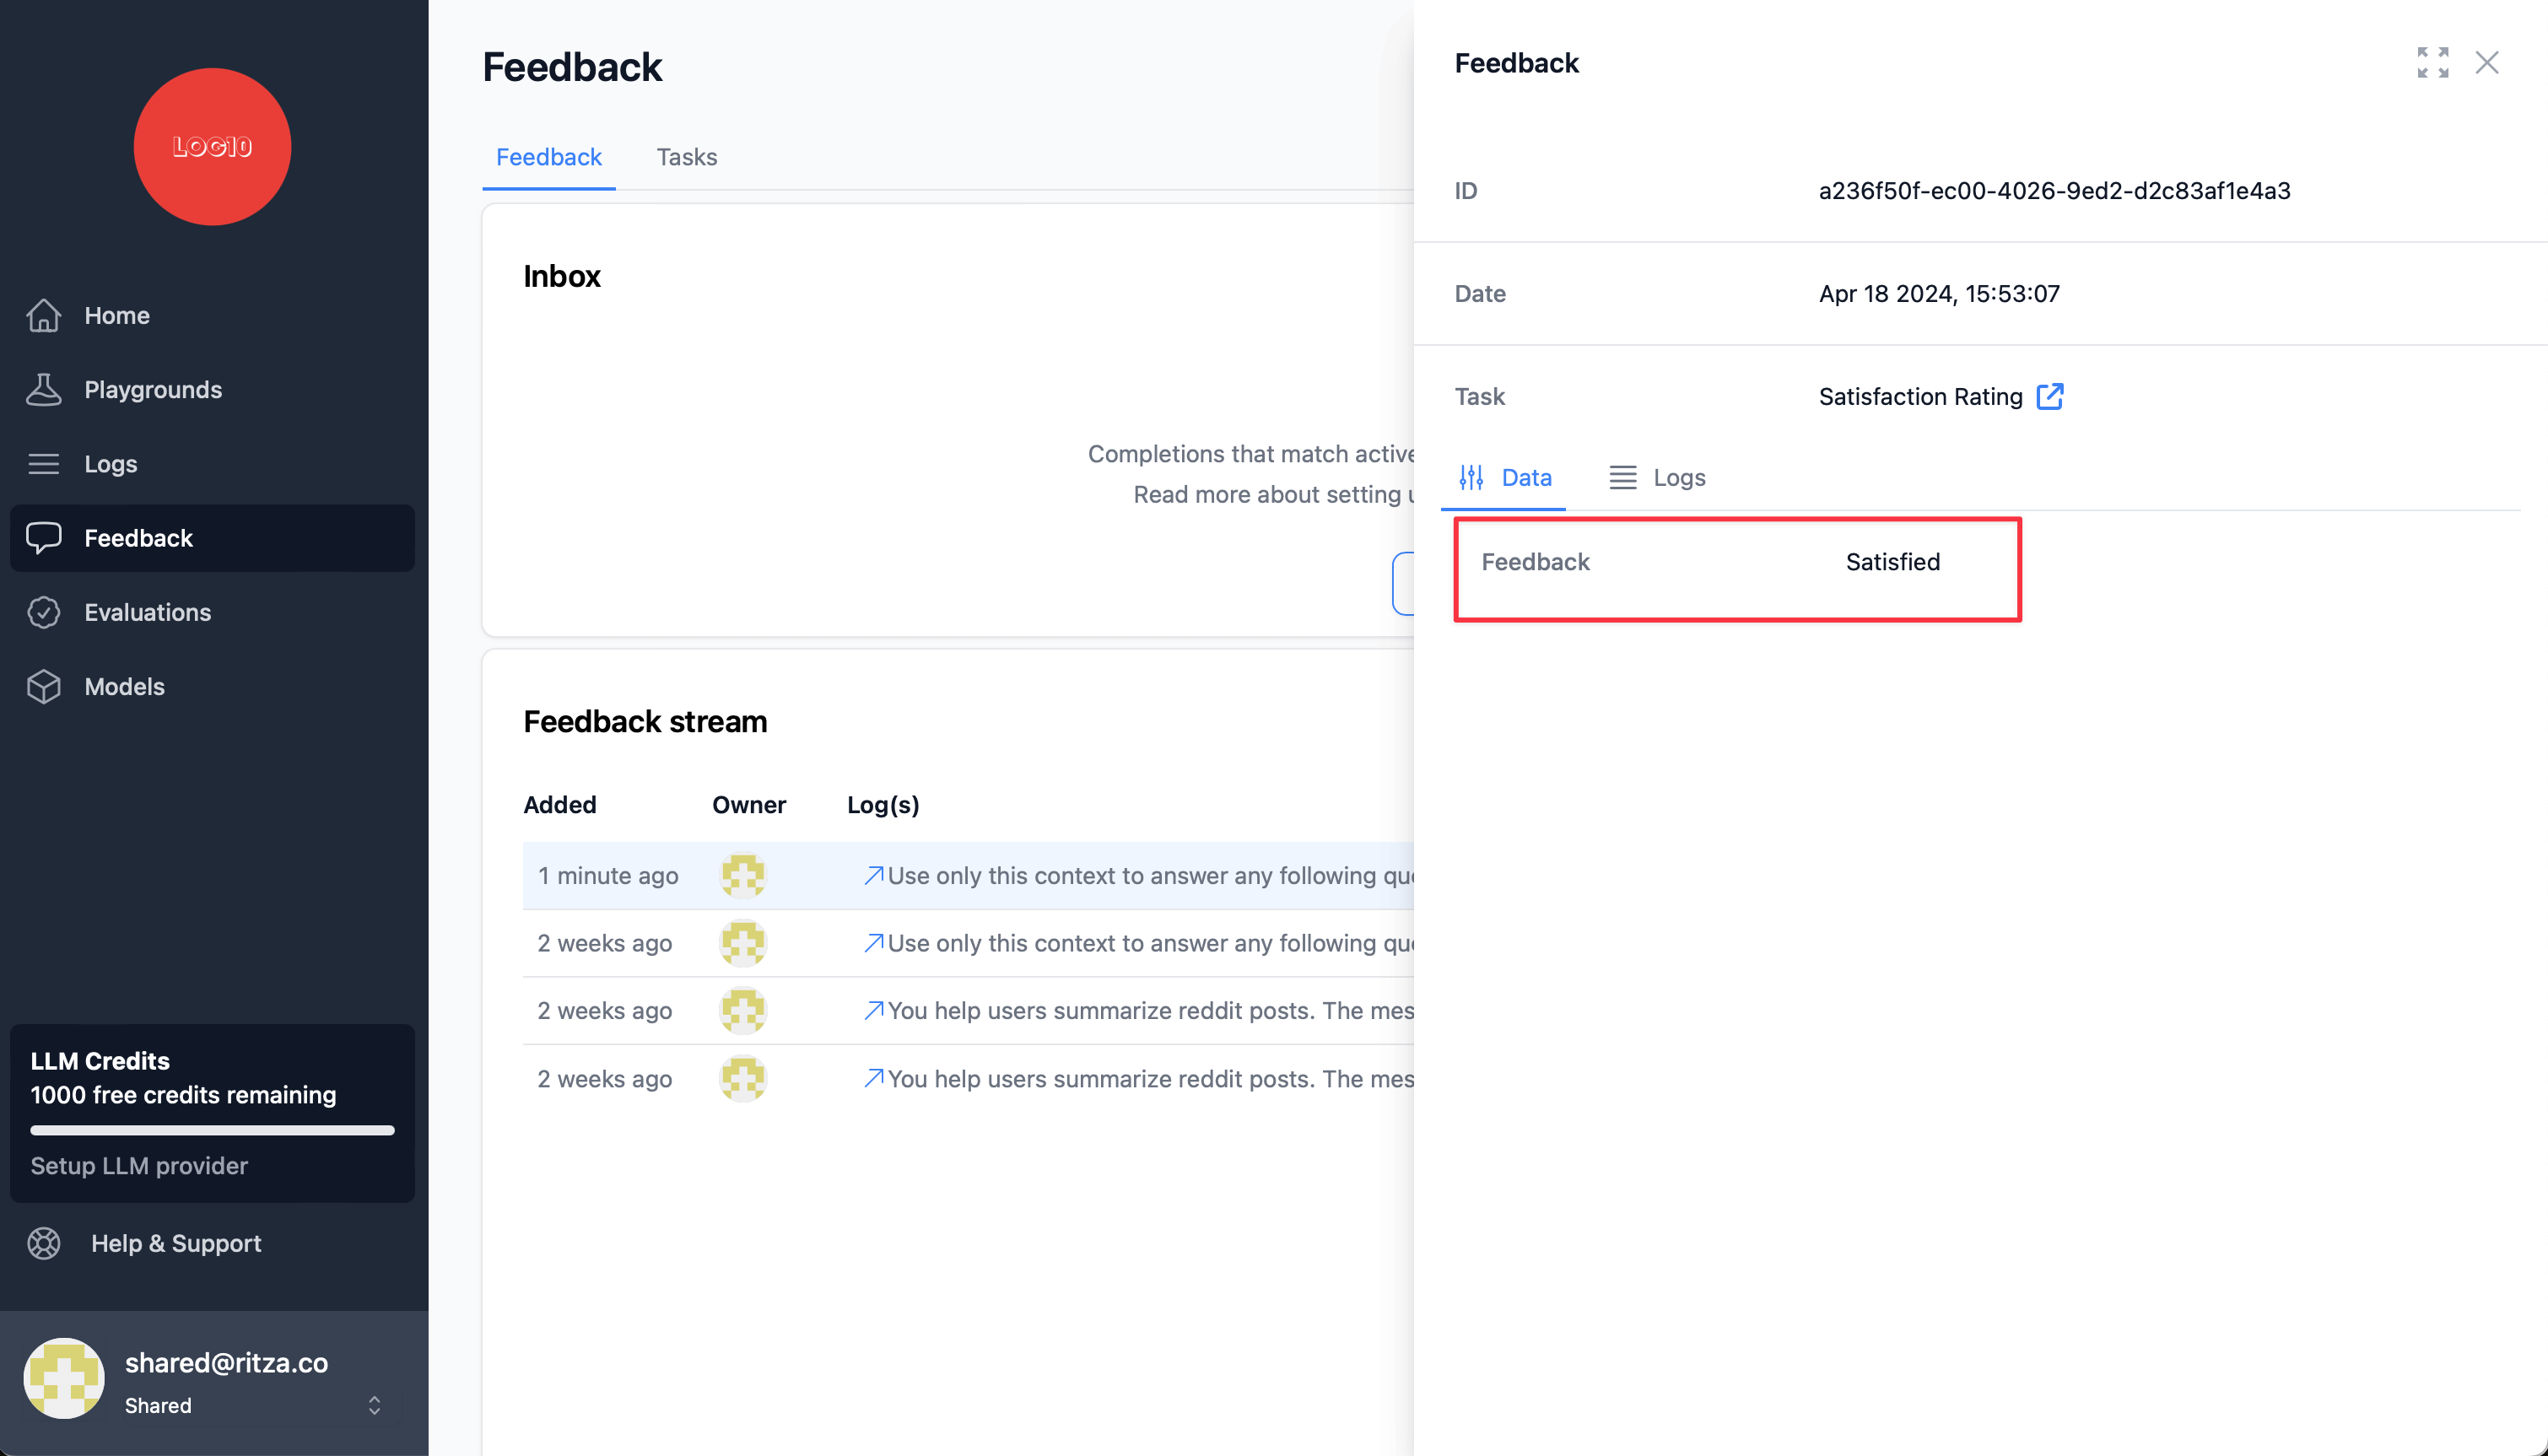 LOG10
Home
Playgrounds
Logs
Feedback
Evaluations
Models
LLM Credits
1000 free credits remaining
Setup LLM provider
Help & Support
shared@ritza.co
Shared
Feedback
Feedback Tasks
Inbox
Completions that match active
Read more about setting
Feedback stream
Added Owner Log(s)
1 minute ago Use only this context to answer any following
2 weeks ago Use only this context to answer any following
2 weeks ago You help users summarize reddit posts. The mes
2 weeks ago You help users summarize reddit posts. The mes
Feedback
ID a236f50f-ec00-4026-9ed2-d2c83af1e4a3
Date Apr 18 2024, 15:53:07
Task Satisfaction Rating
Data Logs
Feedback Satisfied